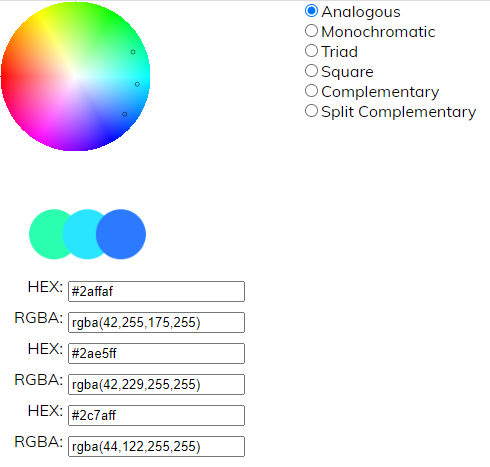 Analogous
Monochromatic
Triad
Square
Complementary
Split Complementary
HEX: #2affaf
RGBA: rgba(42,255,175,255)
HEX: #2ae5ff
RGBA: rgba(42,229,255,255)
HEX: #2c7aff
RGBA: rgba(44,122,255,255)